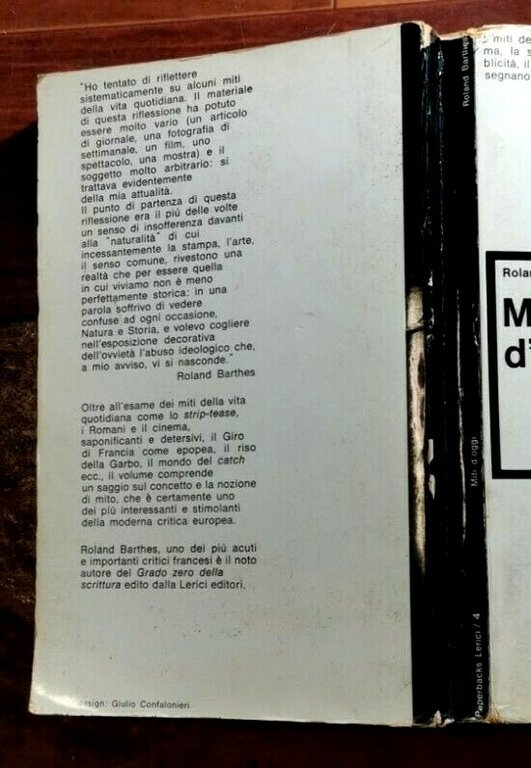 "Ho tentato di riflettere
sistematicamente su alcuni miti
della vita quotidiana. Il materiale
di questa riflessione ha potuto
essere molto vario (un articolo
di giornale, una fotografia di
settimanale, un film, uno
spettacolo, una mostra) e il
soggetto molto arbitrario: si
trattava evidentemente
della mia attualità.
Il punto di partenza di questa
riflessione era il piú delle volte
un senso di insofferenza davanti
alla "naturalità" di cui
incessantemente la stampa, l'arte,
il senso comune, rivestono una
realtà che per essere quella
in cui viviamo non è meno
perfettamente storica: in una
parola soffrivo di vedere
confuse ad ogni occasione,
Natura e Storia, e volevo cogliere
nell'esposizione decorativa
dell'ovvietà l'abuso ideologico che,
a mio avviso, vi si nasconde."
Roland Barthes
Oltre all'esame dei miti della vita
quotidiana come lo strip-tease,
i Romani e il cinema,
saponificanti e detersivi, il Giro
di Francia come epopea, il riso
della Garbo, il mondo del catch
ecc., il volume comprende
un saggio sul concetto e la nozione
di mito, che è certamente uno
dei piú interessanti e stimolanti
della moderna critica europea.
Roland Barthes, uno dei piú acuti
e importanti critici francesi è il noto
autore del Grado zero della
scrittura edito dalla Lerici editori,
design: Giulio Confalonieri
Roland Barthes
Miti d'oggi
Paperbacks Lerici / 4
i miti de
ma, la s
blicità, il
segnano
Rolan
M
d'